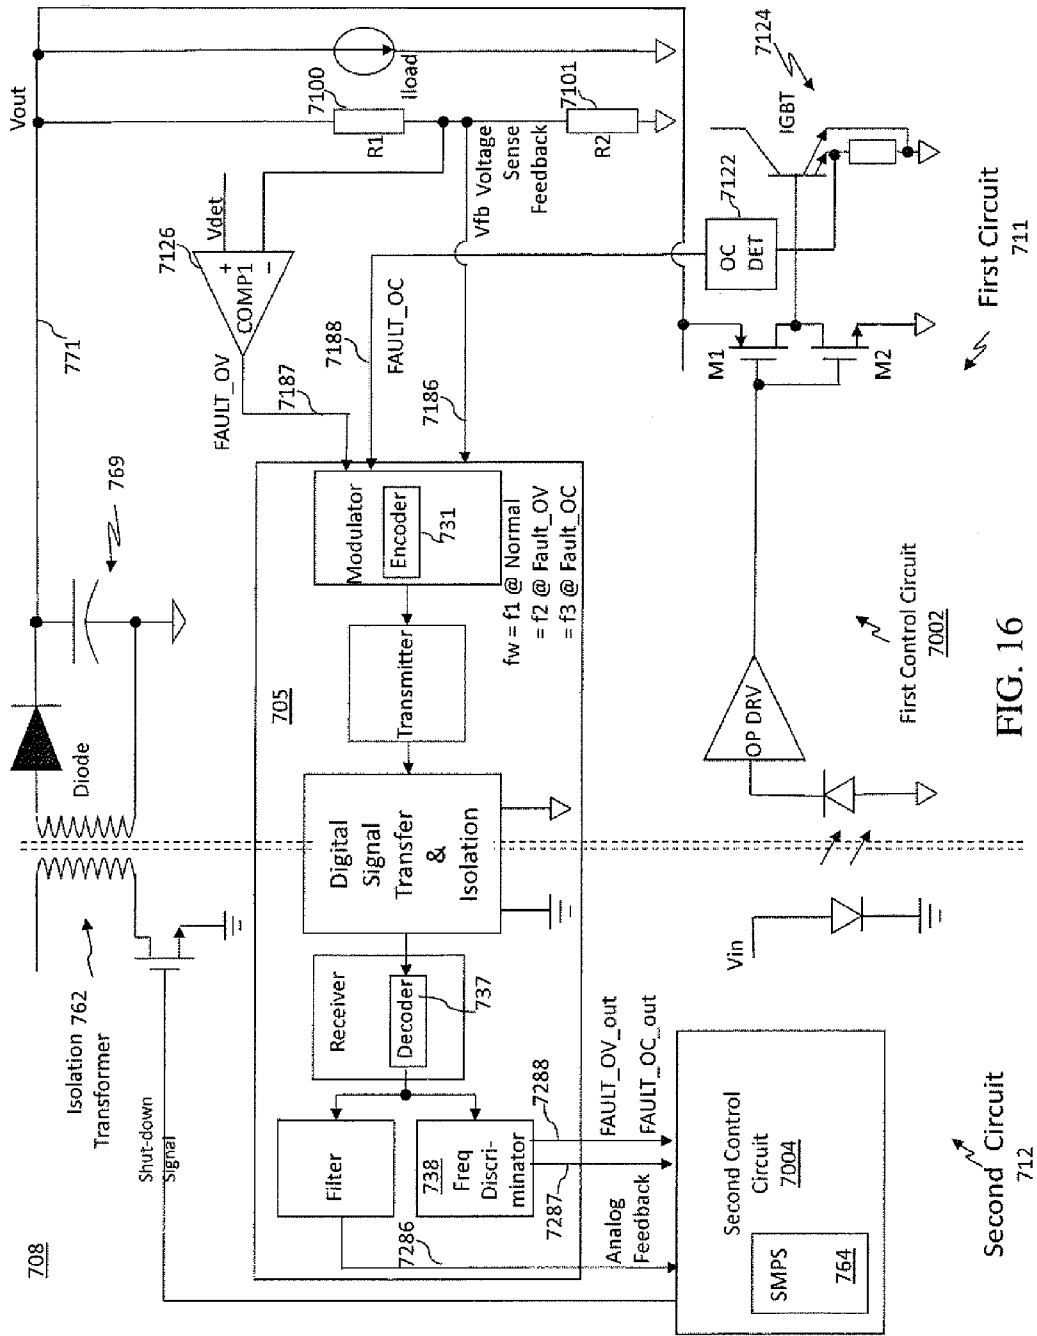 708
Isolation 762
Transformer
Shut-down
Signal
Diode
769
771
Vout
Iload
7100
R1
7101
R2
Vfb Voltage
Sense
Feedback
Vdet
7126
+
COMP1
−
FAULT_OV
7187
7188
FAULT_OC
7186
705
Filter
738
Freq
Discri-
minator
Receiver
Decoder
737
Digital
Signal
Transfer
&
Isolation
Transmitter
Modulator
Encoder
731
fw = f1 @ Normal
= f2 @ Fault_OV
= f3 @ Fault_OC
7286
7287
7288
Analog
Feedback
FAULT_OV_out
FAULT_OC_out
Second Control
Circuit
7004
SMPS
764
Vin
OP DRV
M1
M2
OC
DET
7122
IGBT
7124
Second Circuit
712
First Control Circuit
7002
First Circuit
711
FIG. 16